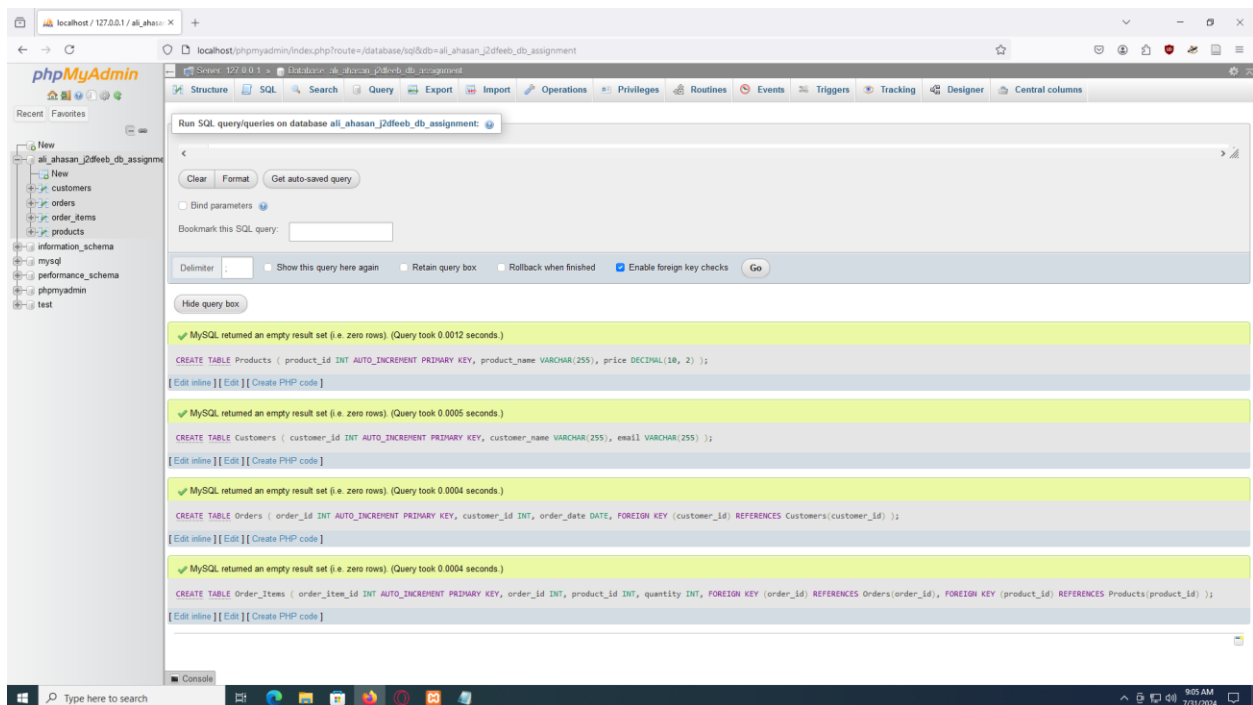 localhost / 127.0.0.1 / ali_ahasa
localhost/phpmyadmin/index.php?route=/database/sql&db=ali_ahasan_j2dfeeb_db_assignment
phpMyAdmin
Server: 127.0.0.1 » Database: ali_ahasan_j2dfeeb_db_assignment
Structure SQL Search Query Export Import Operations Privileges Routines Events Triggers Tracking Designer Central columns
Recent Favorites
New
ali_ahasan_j2dfeeb_db_assignme
New
customers
orders
order_items
products
information_schema
mysql
performance_schema
phpmyadmin
test
Run SQL query/queries on database ali_ahasan_j2dfeeb_db_assignment:
Clear Format Get auto-saved query
Bind parameters
Bookmark this SQL query:
Delimiter ; Show this query here again Retain query box Rollback when finished Enable foreign key checks Go
Hide query box
MySQL returned an empty result set (i.e. zero rows). (Query took 0.0012 seconds.)
CREATE TABLE Products ( product_id INT AUTO_INCREMENT PRIMARY KEY, product_name VARCHAR(255), price DECIMAL(10, 2) );
[ Edit inline ] [ Edit ] [ Create PHP code ]
MySQL returned an empty result set (i.e. zero rows). (Query took 0.0005 seconds.)
CREATE TABLE Customers ( customer_id INT AUTO_INCREMENT PRIMARY KEY, customer_name VARCHAR(255), email VARCHAR(255) );
[ Edit inline ] [ Edit ] [ Create PHP code ]
MySQL returned an empty result set (i.e. zero rows). (Query took 0.0004 seconds.)
CREATE TABLE Orders ( order_id INT AUTO_INCREMENT PRIMARY KEY, customer_id INT, order_date DATE, FOREIGN KEY (customer_id) REFERENCES Customers(customer_id) );
[ Edit inline ] [ Edit ] [ Create PHP code ]
MySQL returned an empty result set (i.e. zero rows). (Query took 0.0004 seconds.)
CREATE TABLE Order_Items ( order_item_id INT AUTO_INCREMENT PRIMARY KEY, order_id INT, product_id INT, quantity INT, FOREIGN KEY (order_id) REFERENCES Orders(order_id), FOREIGN KEY (product_id) REFERENCES Products(product_id) );
[ Edit inline ] [ Edit ] [ Create PHP code ]
Console
Type here to search
9:05 AM
7/31/2024